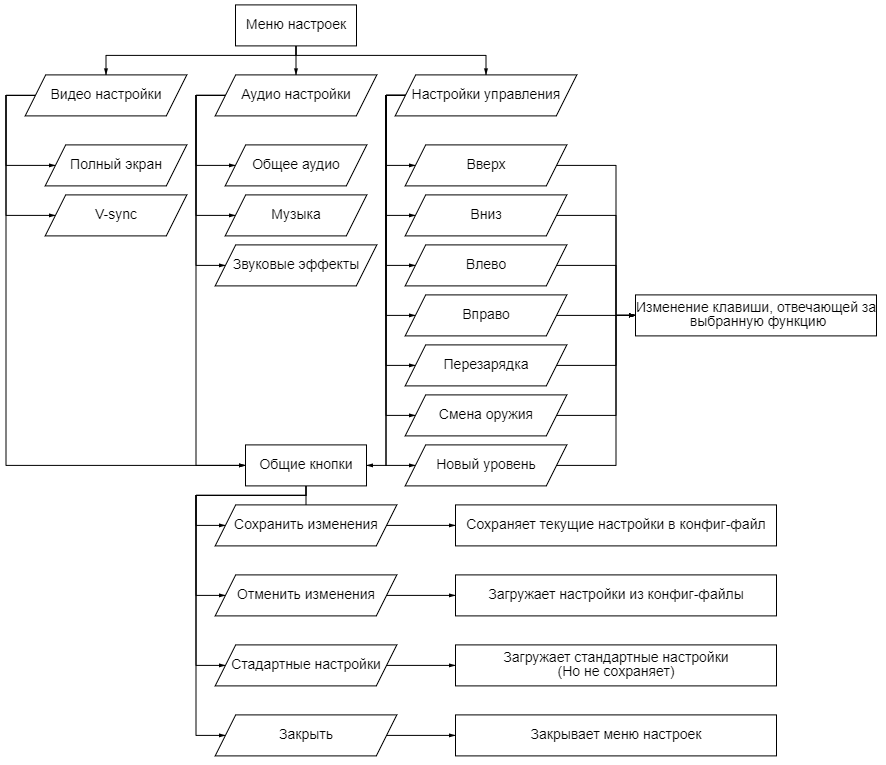 Меню настроек
Видео настройки
Аудио настройки
Настройки управления
Полный экран
Общее аудио
Вверх
V-sync
Музыка
Вниз
Звуковые эффекты
Влево
Вправо
Изменение клавиши, отвечающей за
выбранную функцию
Перезарядка
Смена оружия
Общие кнопки
Новый уровень
Сохранить изменения
Сохраняет текущие настройки в конфиг-файл
Отменить изменения
Загружает настройки из конфиг-файлы
Стадартные настройки
Загружает стандартные настройки
(Но не сохраняет)
Закрыть
Закрывает меню настроек